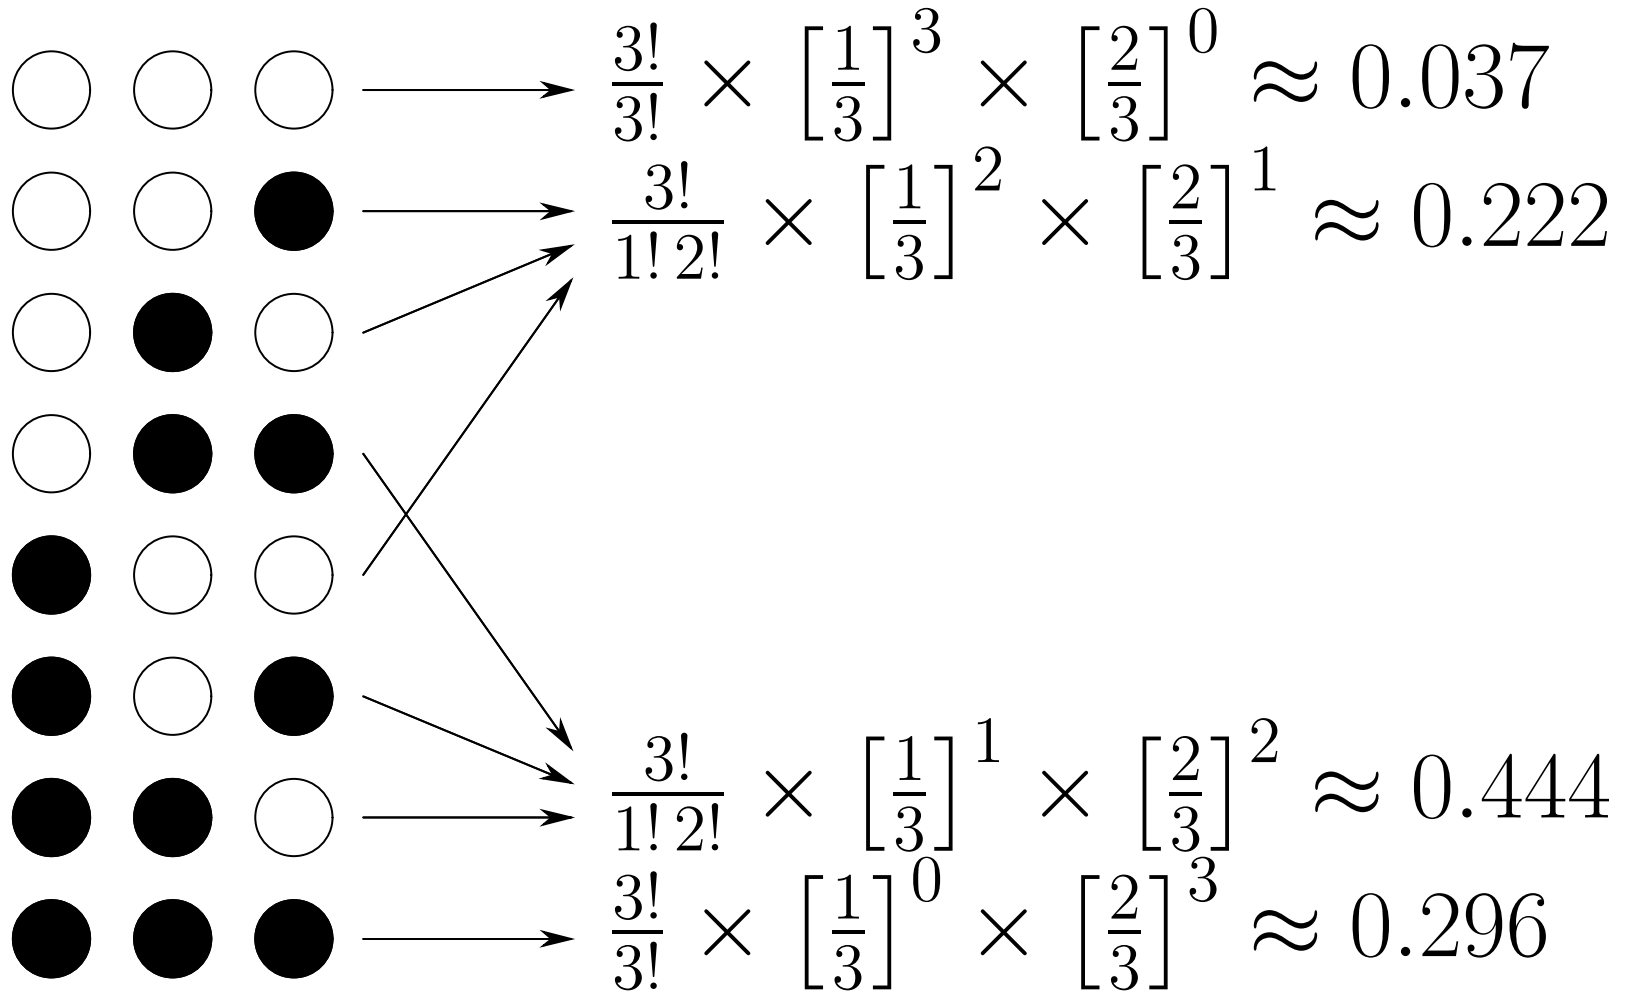 3!/3! × [1/3]^3 × [2/3]^0 ≈ 0.037
3!/1! 2! × [1/3]^2 × [2/3]^1 ≈ 0.222
3!/1! 2! × [1/3]^1 × [2/3]^2 ≈ 0.444
3!/3! × [1/3]^0 × [2/3]^3 ≈ 0.296